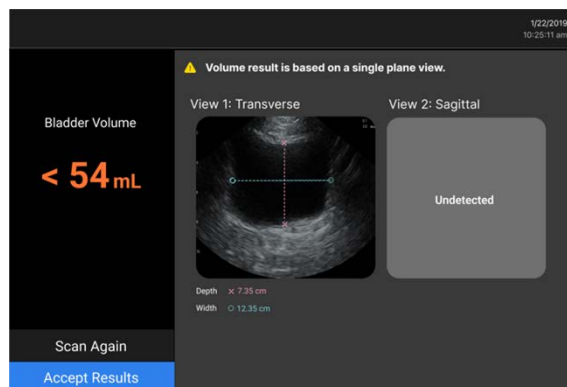 1/22/2019
10:25:11 am
Volume result is based on a single plane view.
View 1: Transverse
View 2: Sagittal
Bladder Volume
< 54 mL
Undetected
Depth × 7.35 cm
Width ○ 12.35 cm
Scan Again
Accept Results